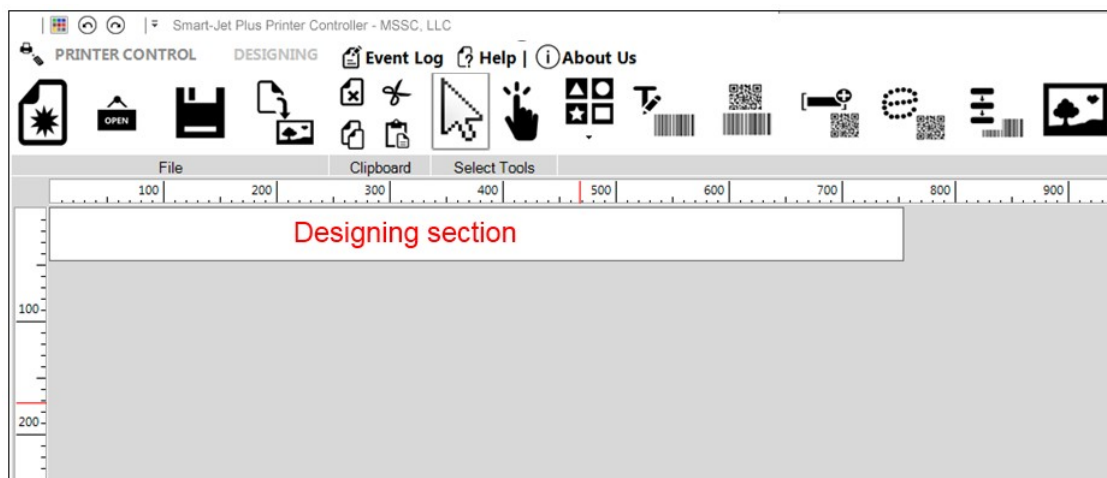 Smart-Jet Plus Printer Controller - MSSC, LLC
PRINTER CONTROL DESIGNING Event Log Help | About Us
OPEN
File Clipboard Select Tools
100 200 300 400 500 600 700 800 900
Designing section
100
200